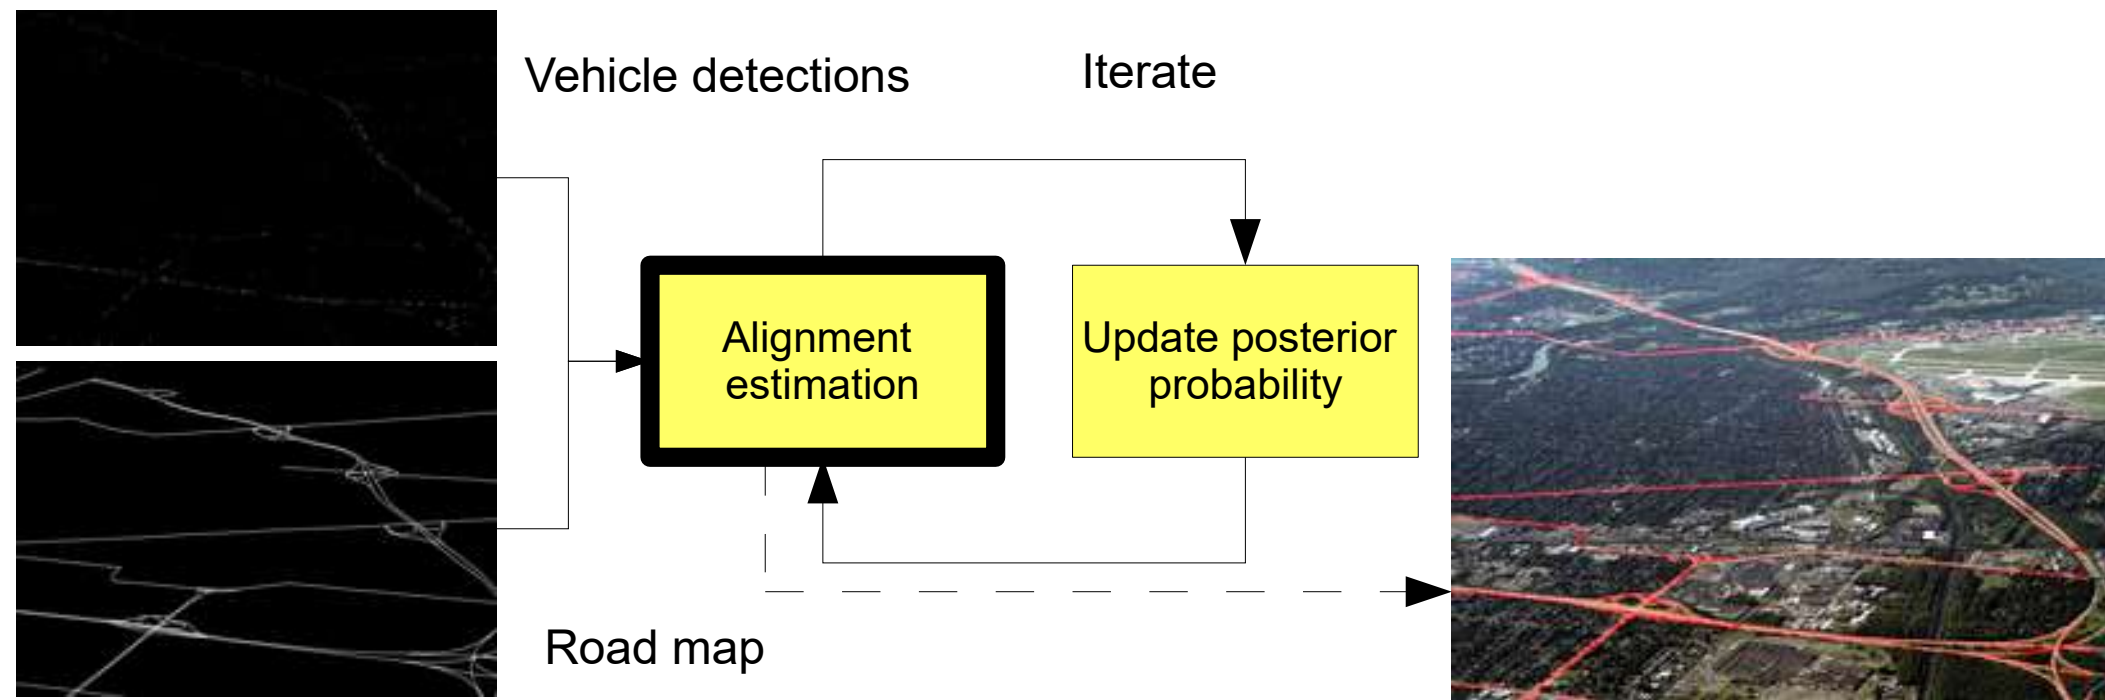 Vehicle detections
Iterate
Alignment
estimation
Update posterior
probability
Road map